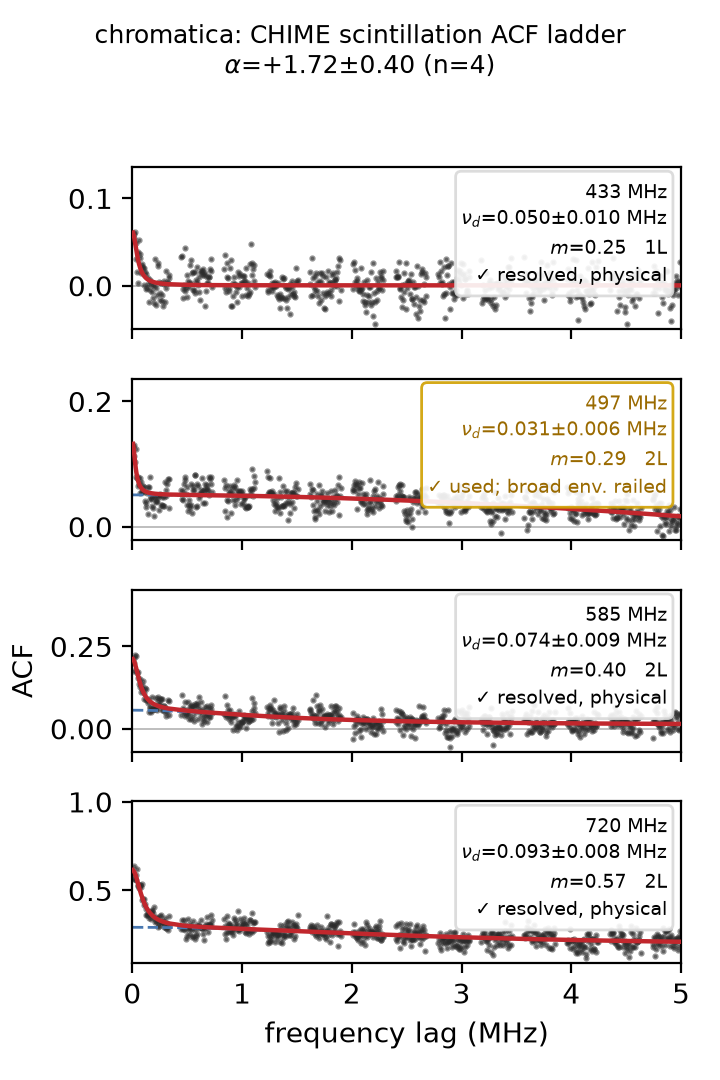 chromatica: CHIME scintillation ACF ladder
α=+1.72±0.40 (n=4)
0.1
0.0
433 MHz
ν_d=0.050±0.010 MHz
m=0.25 1L
✓ resolved, physical
0.2
0.0
497 MHz
ν_d=0.031±0.006 MHz
m=0.29 2L
✓ used; broad env. railed
ACF
0.25
0.00
585 MHz
ν_d=0.074±0.009 MHz
m=0.40 2L
✓ resolved, physical
1.0
0.5
720 MHz
ν_d=0.093±0.008 MHz
m=0.57 2L
✓ resolved, physical
0 1 2 3 4 5
frequency lag (MHz)